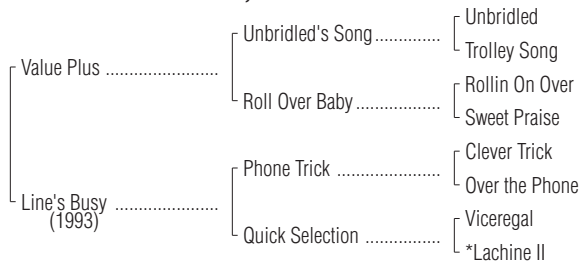 Unbridled
Unbridled's Song ...............
Trolley Song
Value Plus ..........................
Rollin On Over
Roll Over Baby ...................
Sweet Praise
Clever Trick
Phone Trick .......................
Over the Phone
Line's Busy ........................
(1993)
Viceregal
Quick Selection .................
*Lachine II